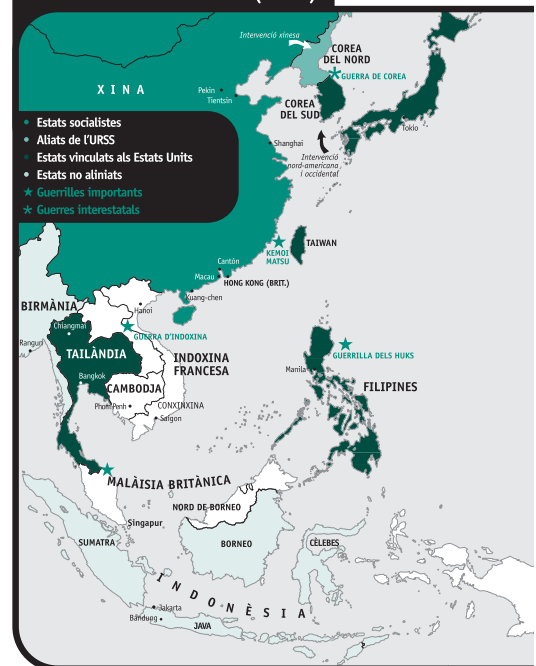 Intervenció xinesa
COREA
DEL NORD
GUERRA DE COREA
XINA
Pekín
Tientsin
COREA
DEL SUD
Tokio
Estats socialistes
Aliats de l'URSS
Estats vinculats als Estats Units
Estats no aliniats
Guerrilles importants
Guerres interestatals
Shanghai
Intervenció
nord-americana
i occidental
KEMOI
MATSU
TAIWAN
Cantón
Macau
HONG KONG (BRIT.)
Kuang-chen
BIRMÀNIA
Hanoi
Chiangmai
GUERRA D'INDOXINA
Rangun
TAILÀNDIA
INDOXINA
FRANCESA
GUERRILLA DELS HUKS
Manila
Bangkok
CAMBODJA
FILIPINES
Phom Penh
CONXINXINA
Saigon
MALÀISIA BRITÀNICA
NORD DE BORNEO
Singapur
SUMATRA
BORNEO
CÈLEBES
INDONÈSIA
Jakarta
Bandung
JAVA